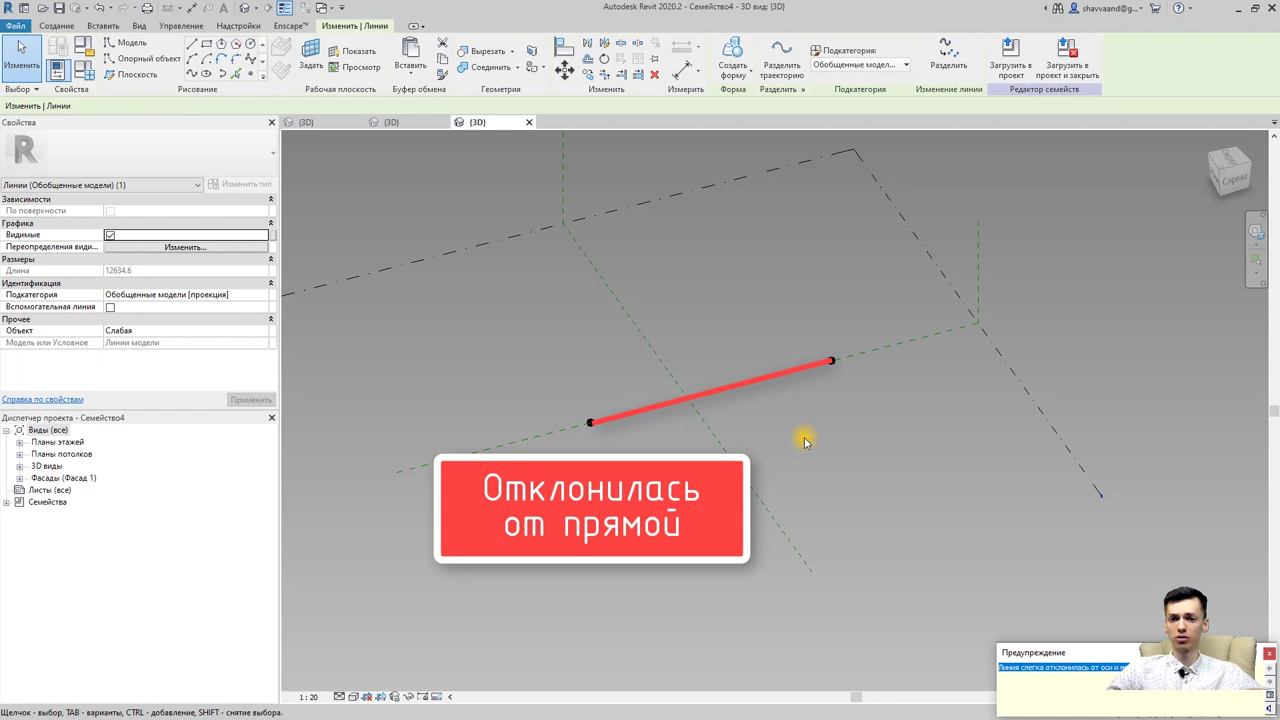 Autodesk Revit 2020.2 - Семейство4 - 3D вид: {3D}
shavvaand@g...
Файл
Создание
Вставить
Вид
Управление
Надстройки
Enscape™
Изменить | Линии
Изменить
Модель
Опорный объект
Плоскость
Задать
Показать
Просмотр
Вставить
Вырезать
Соединить
Создать форму
Разделить траекторию
Подкатегория:
Обобщенные модел...
Разделить
Загрузить в проект
Загрузить в проект и закрыть
Выбор
Свойства
Рисование
Рабочая плоскость
Буфер обмена
Геометрия
Изменить
Измерить
Форма
Разделить
Подкатегория
Изменение линии
Редактор семейств
Изменить | Линии
Свойства
{3D}
{3D}
{3D}
Линии (Обобщенные модели) (1)
Изменить тип
Зависимости
По поверхности
Графика
Видимые
Переопределения види...
Изменить...
Размеры
Длина
12634.6
Идентификация
Подкатегория
Обобщенные модели [проекция]
Вспомогательная линия
Прочее
Объект
Слабая
Модель или Условное
Линии модели
Справка по свойствам
Применить
Диспетчер проекта - Семейство4
Виды (все)
Планы этажей
Планы потолков
3D виды
Фасады (Фасад 1)
Листы (все)
Семейства
Справа
Отклонилась
от прямой
Предупреждение
Линия слегка отклонилась от оси и
1 : 20
Щелчок - выбор, TAB - варианты, CTRL - добавление, SHIFT - снятие выбора.